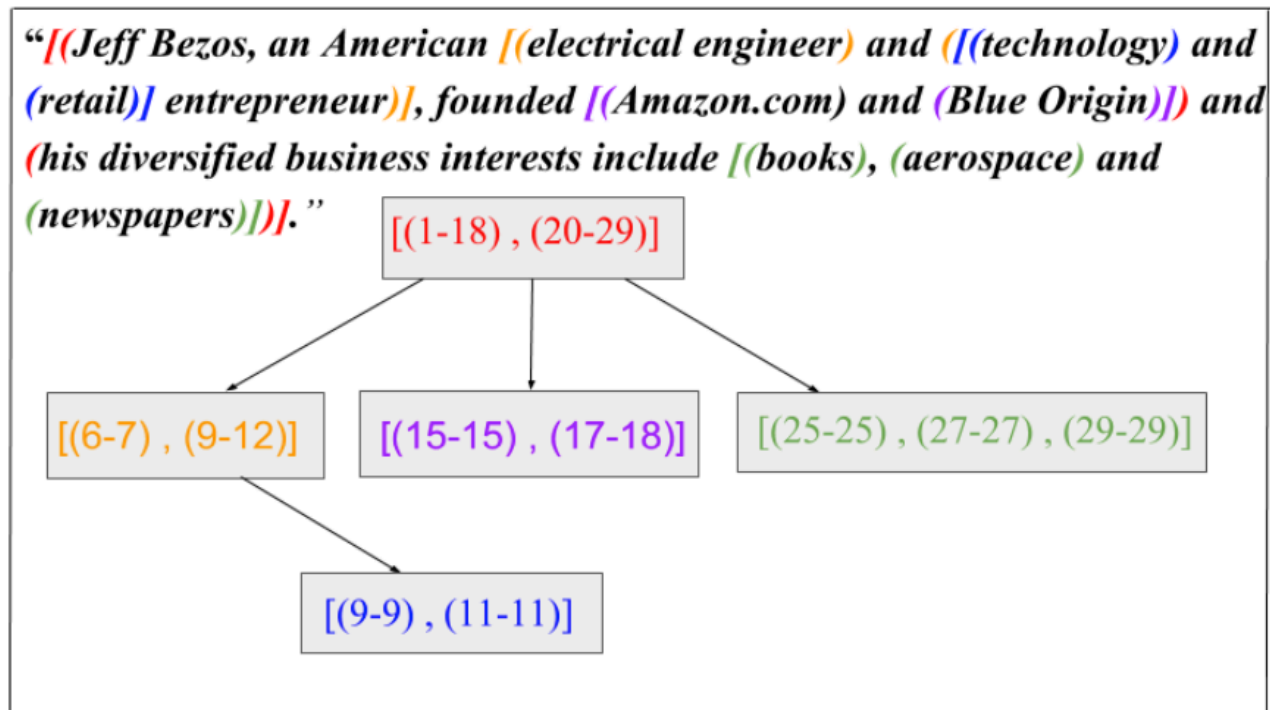 “[(Jeff Bezos, an American [(electrical engineer) and ([(technology) and
(retail)] entrepreneur)], founded [(Amazon.com) and (Blue Origin)]) and
(his diversified business interests include [(books), (aerospace) and
(newspapers)])].”
[(1-18) , (20-29)]
[(6-7) , (9-12)]
[(15-15) , (17-18)]
[(25-25) , (27-27) , (29-29)]
[(9-9) , (11-11)]